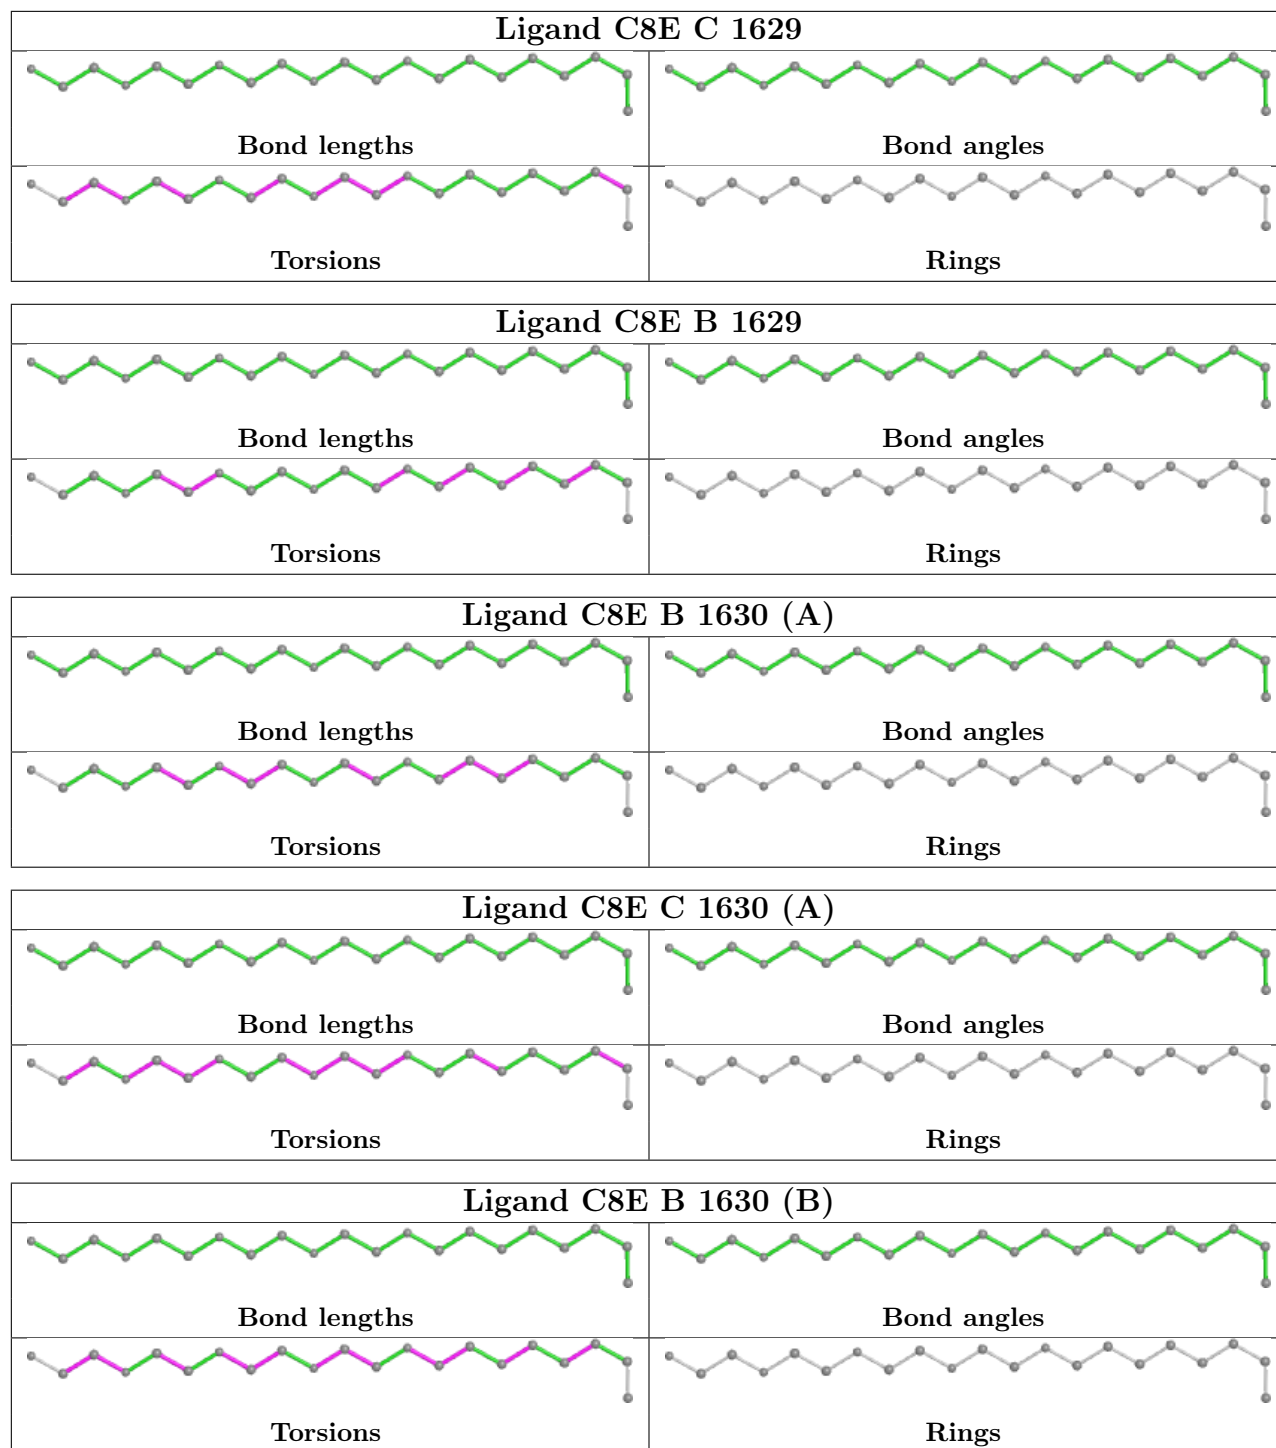 Ligand C8E C 1629
Bond lengths Bond angles
Torsions Rings
Ligand C8E B 1629
Bond lengths Bond angles
Torsions Rings
Ligand C8E B 1630 (A)
Bond lengths Bond angles
Torsions Rings
Ligand C8E C 1630 (A)
Bond lengths Bond angles
Torsions Rings
Ligand C8E B 1630 (B)
Bond lengths Bond angles
Torsions Rings